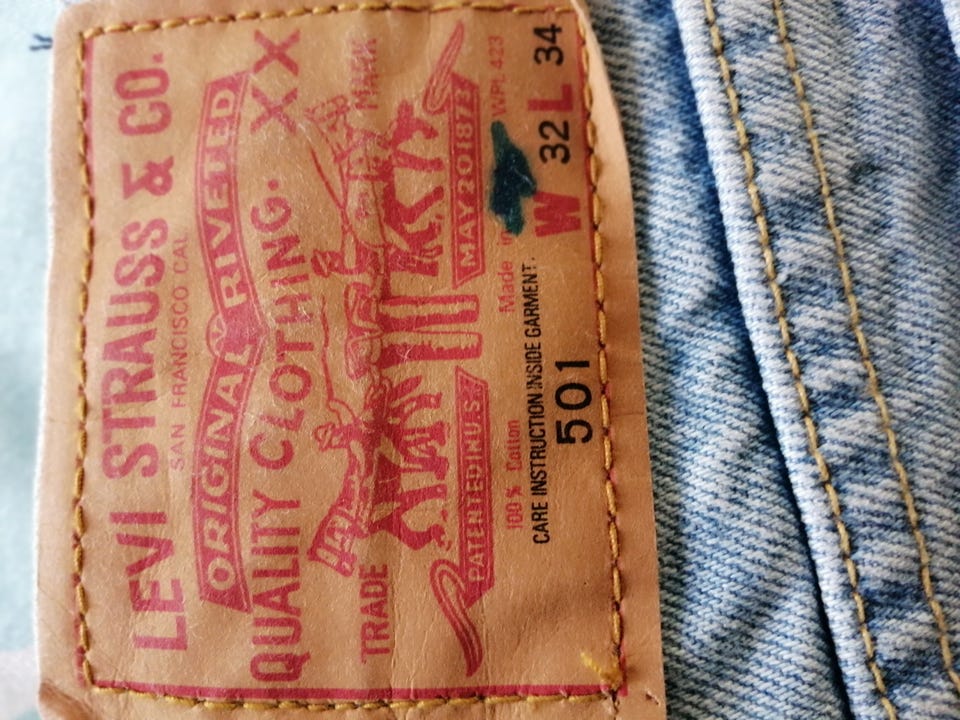 LEVI STRAUSS & CO.
SAN FRANCISCO CAL
ORIGINAL RIVETED
QUALITY CLOTHING. XX
TRADE MARK
PATENTED IN U.S. MAY 20 1873
100% Cotton Made WPL 423
CARE INSTRUCTION INSIDE GARMENT.
W 32 L 34
501